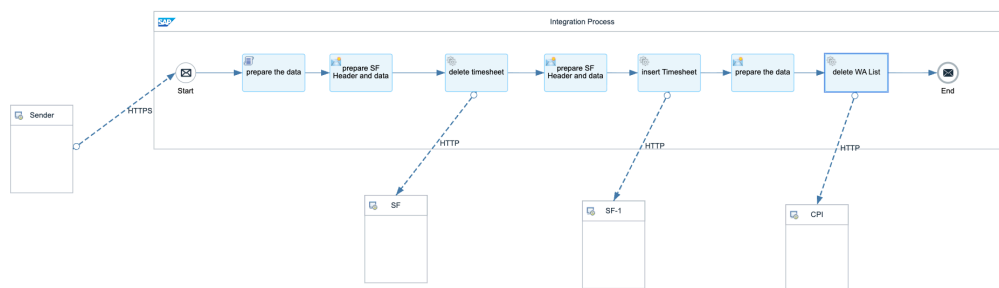 SAP
Integration Process
prepare the data
prepare SF
Header and data
delete timesheet
prepare SF
Header and data
insert Timesheet
prepare the data
delete WA List
Start
End
Sender
HTTPS
HTTP
HTTP
HTTP
SF
SF-1
CPI